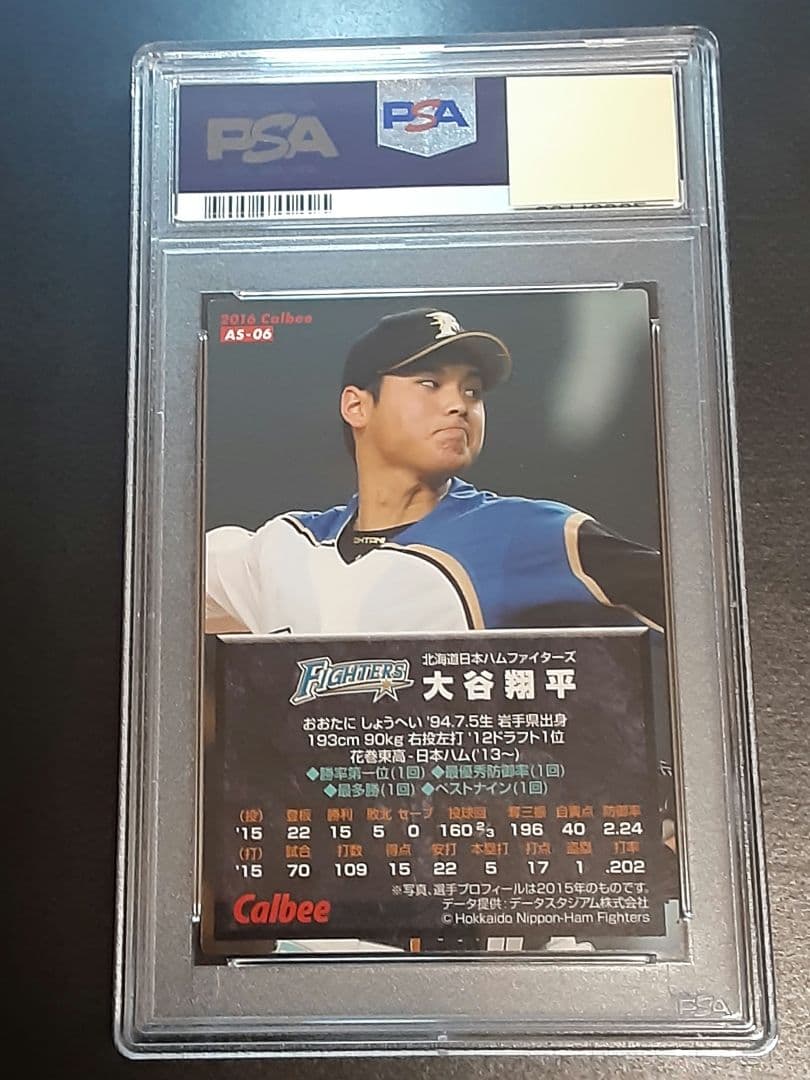 PSA
PSA
2016 Calbee
AS-06
OHTANI
FIGHTERS
北海道日本ハムファイターズ
大谷翔平
おおたに しょうへい '94.7.5生 岩手県出身
193cm 90kg 右投左打 '12ドラフト1位
花巻東高-日本ハム('13〜)
◆勝率第一位(1回) ◆最優秀防御率(1回)
◆最多勝(1回) ◆ベストナイン(1回)
(投) 登板 勝利 敗北 セーブ 投球回 奪三振 自責点 防御率
'15 22 15 5 0 160 2/3 196 40 2.24
(打) 試合 打数 得点 安打 本塁打 打点 盗塁 打率
'15 70 109 15 22 5 17 1 .202
※写真、選手プロフィールは2015年のものです。
データ提供:データスタジアム株式会社
© Hokkaido Nippon-Ham Fighters
Calbee
PSA